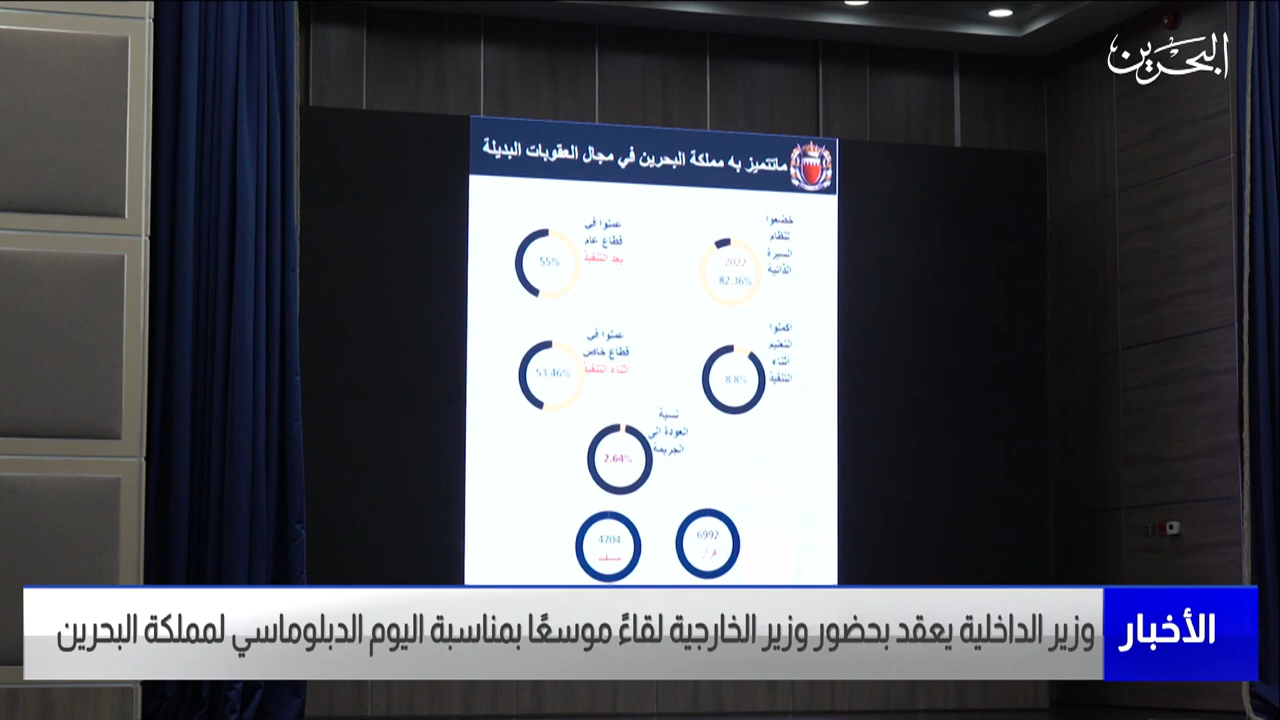 البحرين
ماتتميز به مملكة البحرين في مجال العقوبات البديلة
خضعوا
لنظام
السيرة
الذاتية
2022
82.36%
عملوا في
قطاع عام
بعد التنفيذ
55%
اكملوا
التعليم
اثناء
التنفيذ
8.8%
عملوا في
قطاع خاص
اثناء التنفيذ
53.46%
نسبة
العودة الى
الجريمة
2.64%
6992
قرار
4704
الأخبار
وزير الداخلية يعقد بحضور وزير الخارجية لقاءً موسعًا بمناسبة اليوم الدبلوماسي لمملكة البحرين